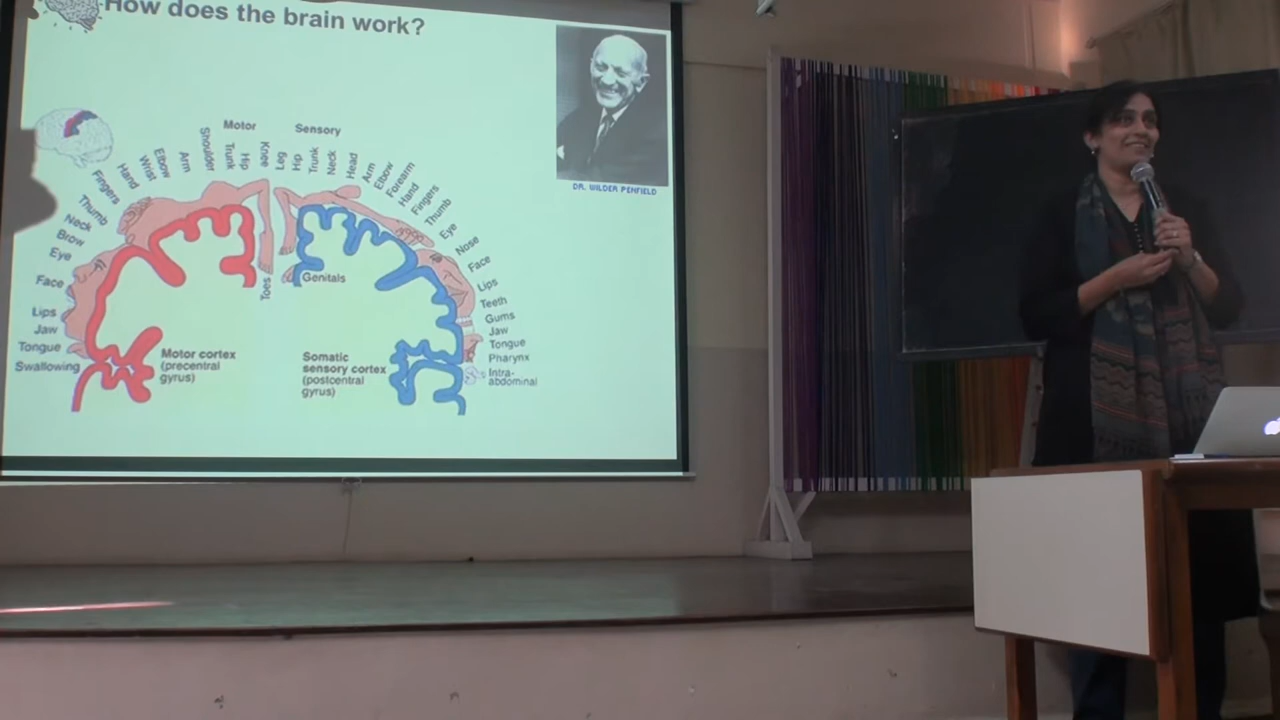 How does the brain work?
DR. WILDER PENFIELD
Motor
Sensory
Swallowing
Tongue
Jaw
Lips
Face
Eye
Brow
Neck
Thumb
Fingers
Hand
Wrist
Elbow
Arm
Shoulder
Trunk
Hip
Knee
Toes
Leg
Hip
Trunk
Neck
Head
Arm
Elbow
Forearm
Hand
Fingers
Thumb
Eye
Nose
Face
Lips
Teeth
Gums
Jaw
Tongue
Pharynx
Intra-
abdominal
Genitals
Motor cortex
(precentral
gyrus)
Somatic
sensory cortex
(postcentral
gyrus)